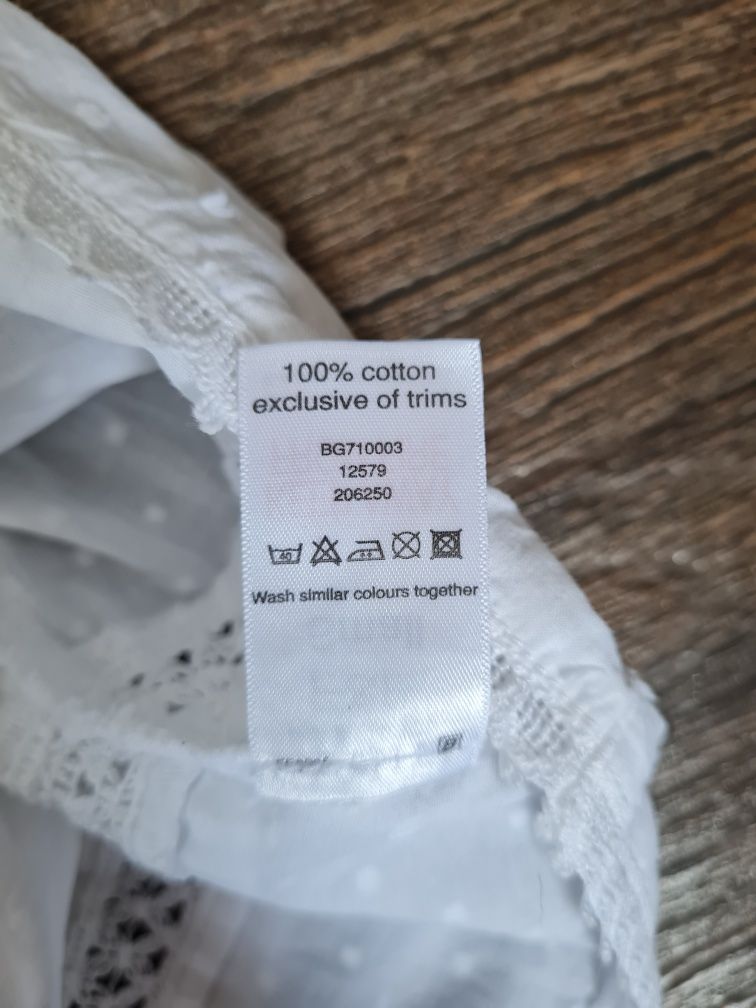 100% cotton
exclusive of trims
BG710003
12579
206250
40
Wash similar colours together